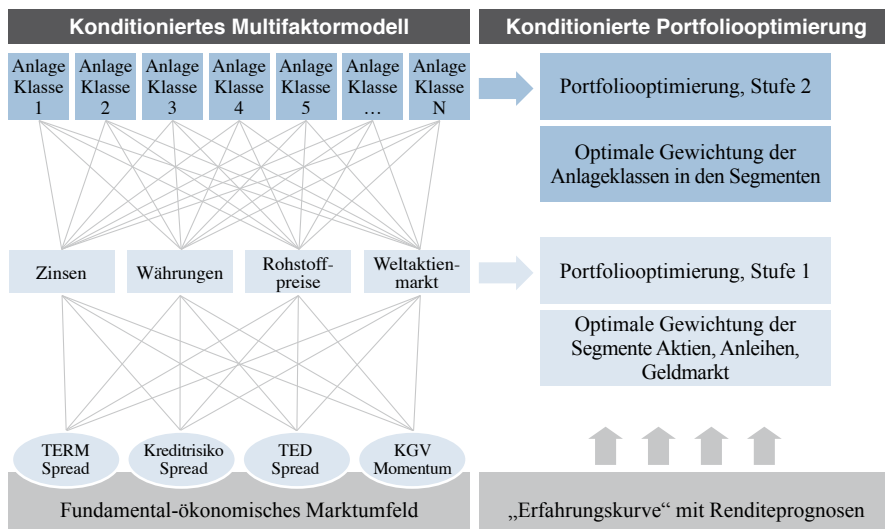 Konditioniertes Multifaktormodell
Konditionierte Portfoliooptimierung
Anlage
Klasse
1
Anlage
Klasse
2
Anlage
Klasse
3
Anlage
Klasse
4
Anlage
Klasse
5
Anlage
Klasse
...
Anlage
Klasse
N
Portfoliooptimierung, Stufe 2
Optimale Gewichtung der
Anlageklassen in den Segmenten
Zinsen
Währungen
Rohstoff-
preise
Weltaktien-
markt
Portfoliooptimierung, Stufe 1
Optimale Gewichtung der
Segmente Aktien, Anleihen,
Geldmarkt
TERM
Spread
Kreditrisiko
Spread
TED
Spread
KGV
Momentum
Fundamental-ökonomisches Marktumfeld
„Erfahrungskurve“ mit Renditeprognosen